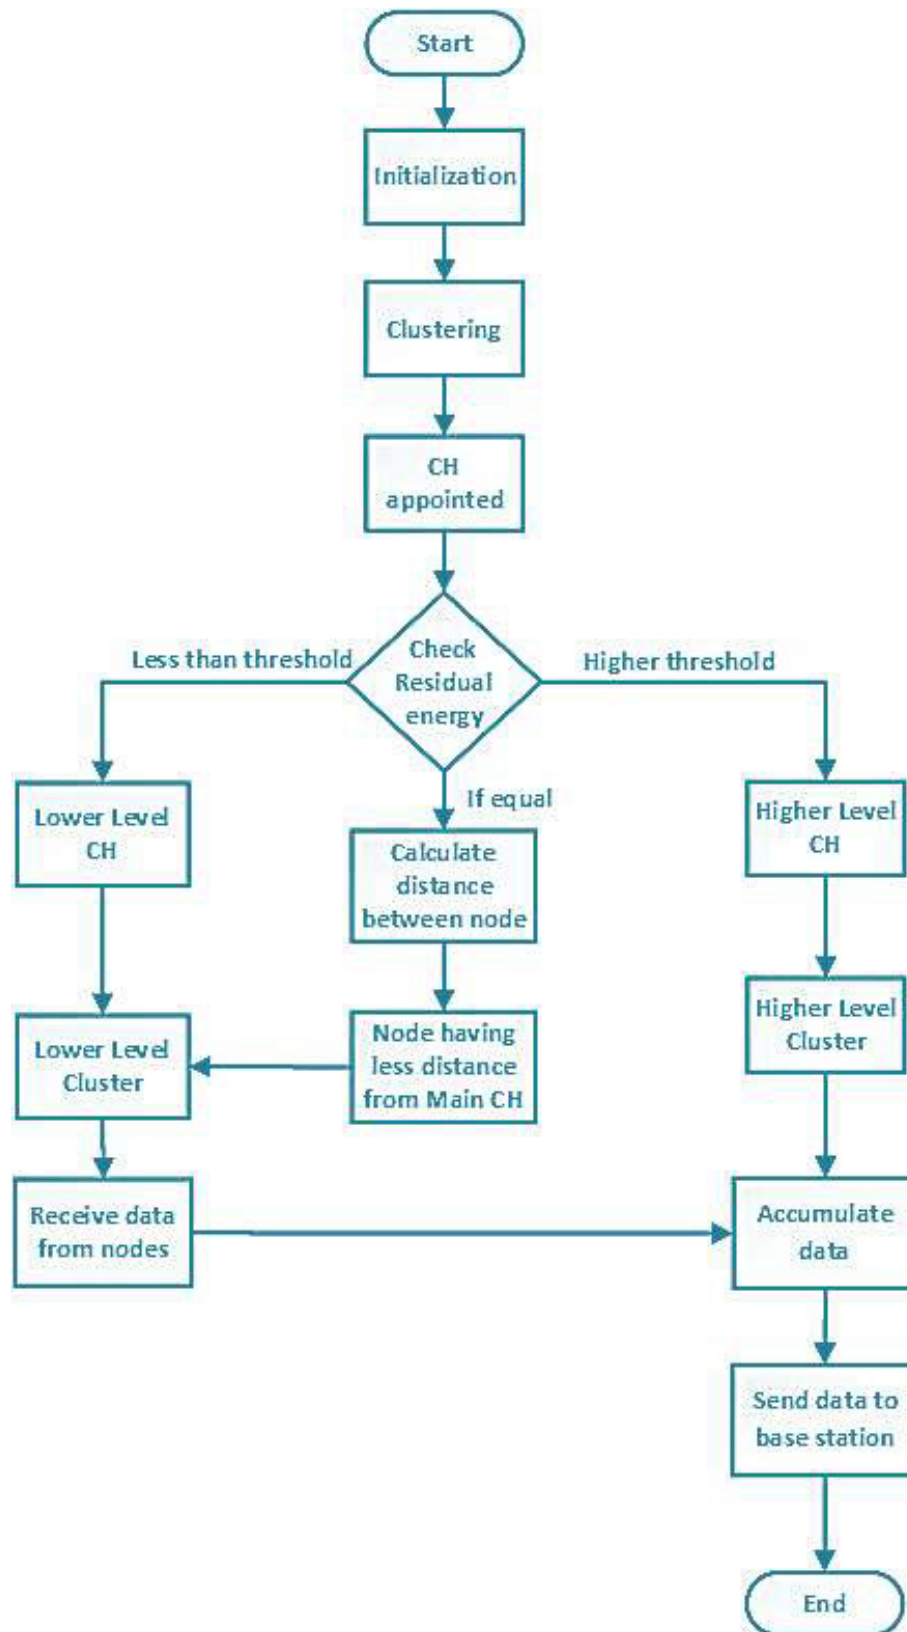 Start
Initialization
Clustering
CH
appointed
Check
Residual
energy
Less than threshold
Higher threshold
If equal
Lower Level
CH
Calculate
distance
between node
Higher Level
CH
Lower Level
Cluster
Node having
less distance
from Main CH
Higher Level
Cluster
Receive data
from nodes
Accumulate
data
Send data to
base station
End